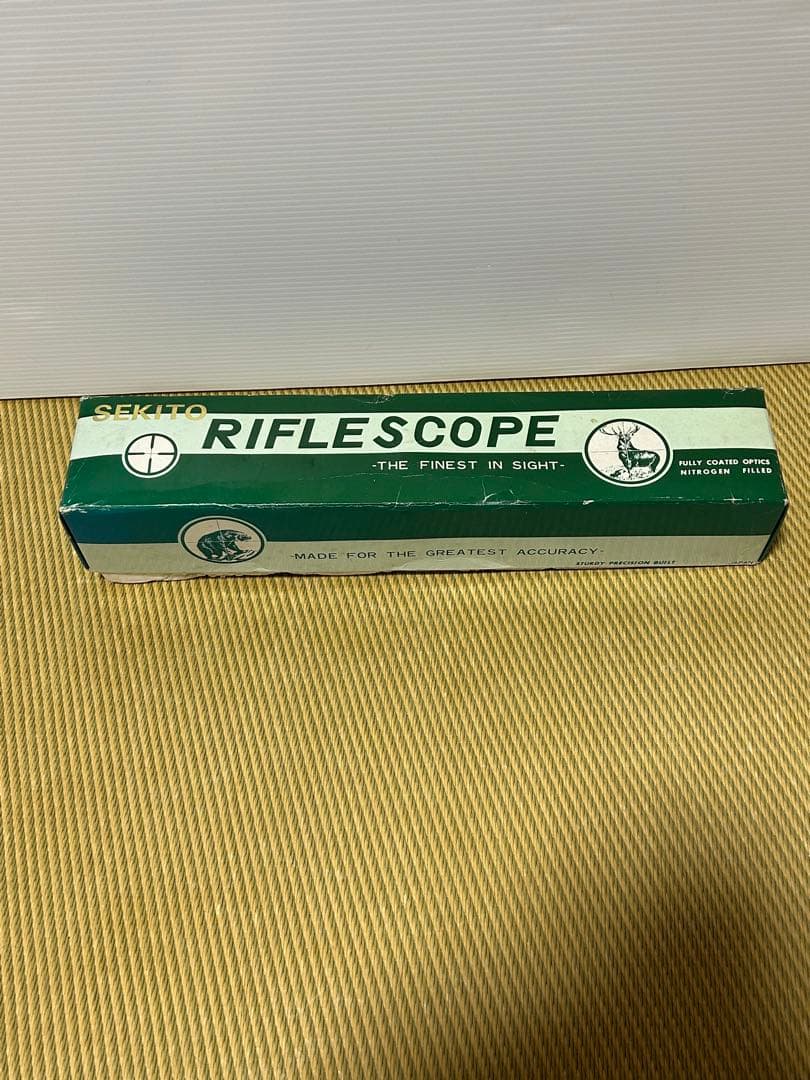 SEKITO
RIFLESCOPE
-THE FINEST IN SIGHT-
FULLY COATED OPTICS
NITROGEN FILLED
-MADE FOR THE GREATEST ACCURACY-
STURDY PRECISION BUILT
JAPAN